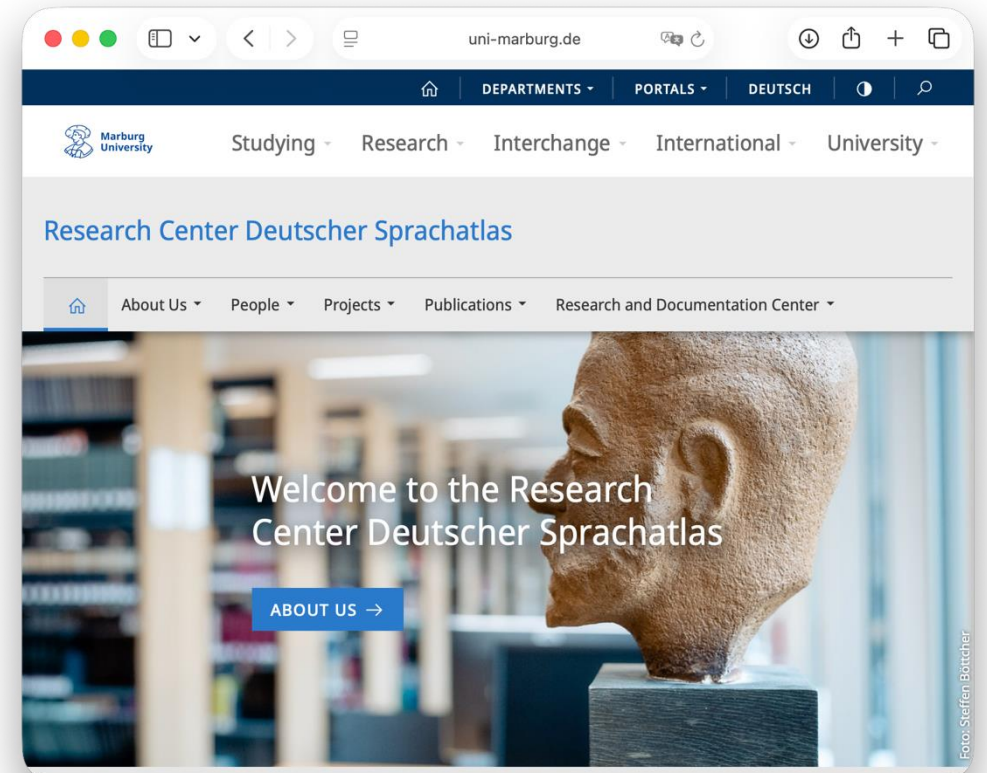 uni-marburg.de
DEPARTMENTS PORTALS DEUTSCH
Marburg
University
Studying Research Interchange International University
Research Center Deutscher Sprachatlas
About Us People Projects Publications Research and Documentation Center
Welcome to the Research
Center Deutscher Sprachatlas
ABOUT US →
Foto: Steffen Böttcher